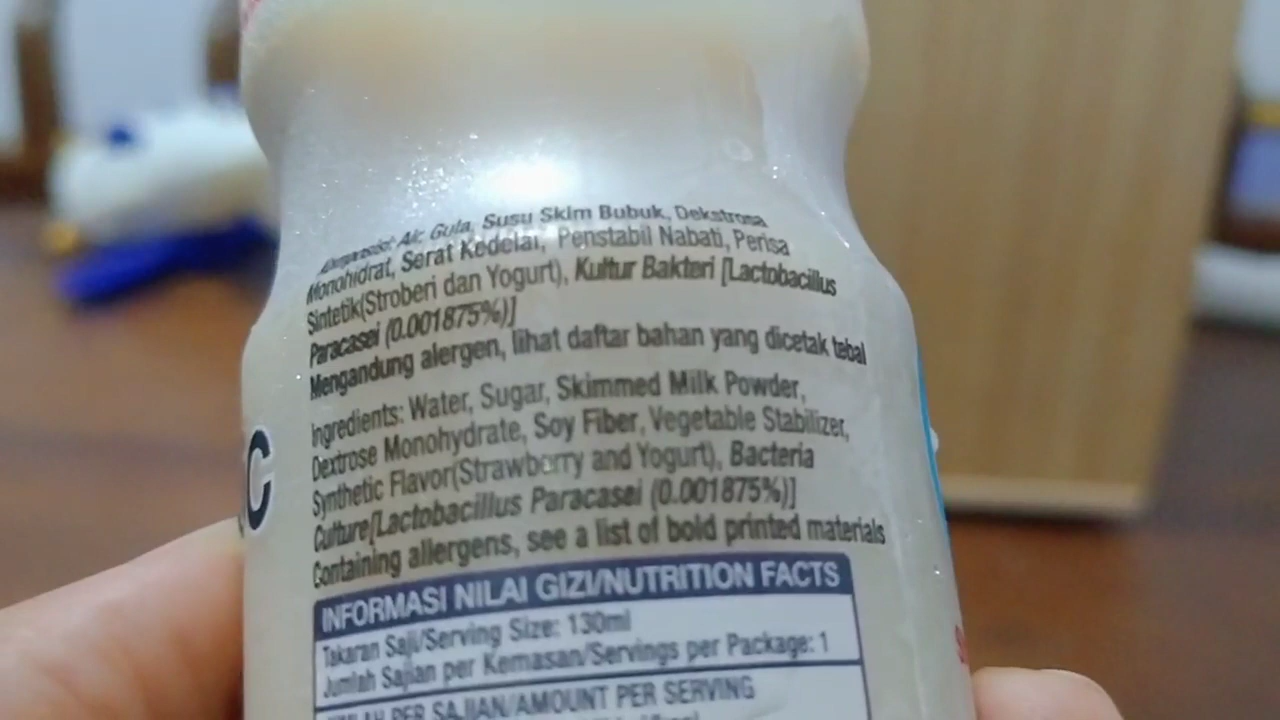 Komposisi: Air, Gula, Susu Skim Bubuk, Dekstrosa
Monohidrat, Serat Kedelai, Penstabil Nabati, Perisa
Sintetik(Stroberi dan Yogurt), Kultur Bakteri [Lactobacillus
Paracasei (0.001875%)]
Mengandung alergen, lihat daftar bahan yang dicetak tebal
Ingredients: Water, Sugar, Skimmed Milk Powder,
Dextrose Monohydrate, Soy Fiber, Vegetable Stabilizer,
Synthetic Flavor(Strawberry and Yogurt), Bacteria
Culture[Lactobacillus Paracasei (0.001875%)]
Containing allergens, see a list of bold printed materials
C
INFORMASI NILAI GIZI/NUTRITION FACTS
Takaran Saji/Serving Size: 130ml
Jumlah Sajian per Kemasan/Servings per Package: 1
PER SAJIAN/AMOUNT PER SERVING